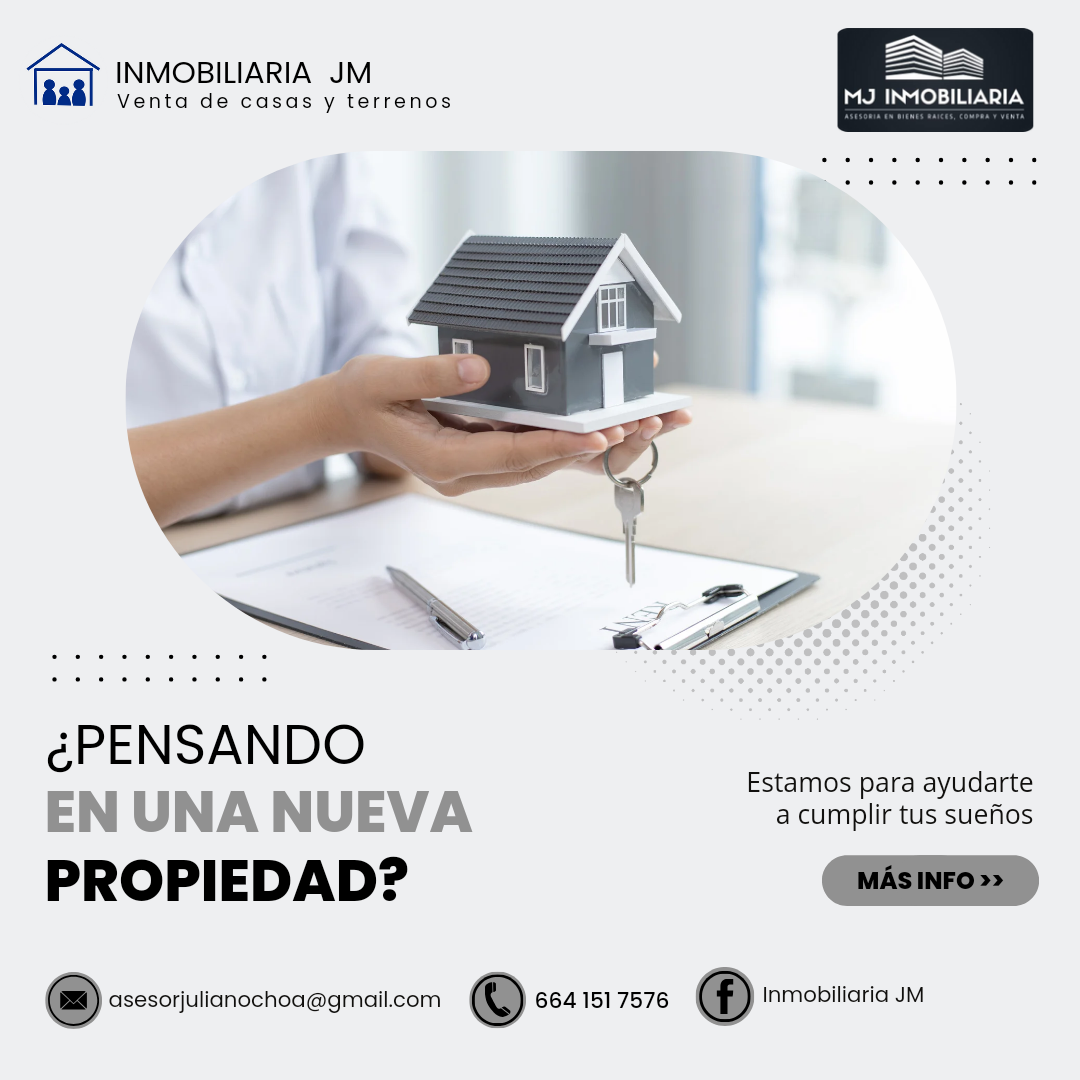 INMOBILIARIA JM
Venta de casas y terrenos
MJ INMOBILIARIA
ASESORIA EN BIENES RAICES, COMPRA Y VENTA
¿PENSANDO
EN UNA NUEVA
PROPIEDAD?
Estamos para ayudarte
a cumplir tus sueños
MÁS INFO >>
asesorjulianochoa@gmail.com
664 151 7576
Inmobiliaria JM